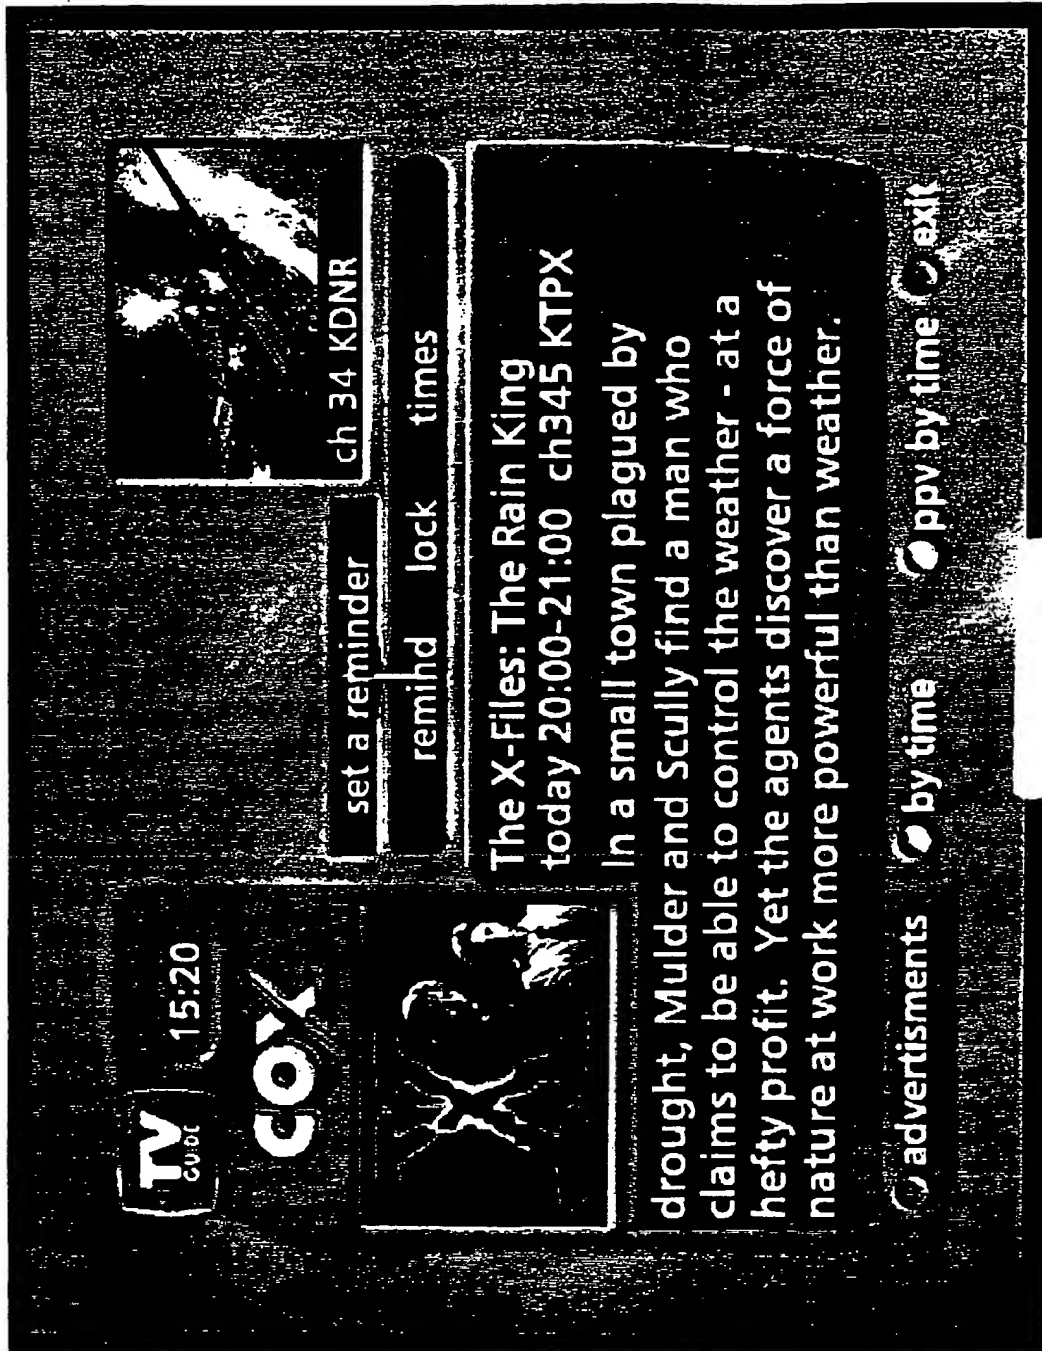 TV
GUIDE
15:20
COX
ch 34 KDNR
set a reminder
remind lock times
The X-Files: The Rain King
today 20:00-21:00 ch345 KTPX
In a small town plagued by
drought, Mulder and Scully find a man who
claims to be able to control the weather - at a
hefty profit. Yet the agents discover a force of
nature at work more powerful than weather.
advertisments by time ppv by time exit